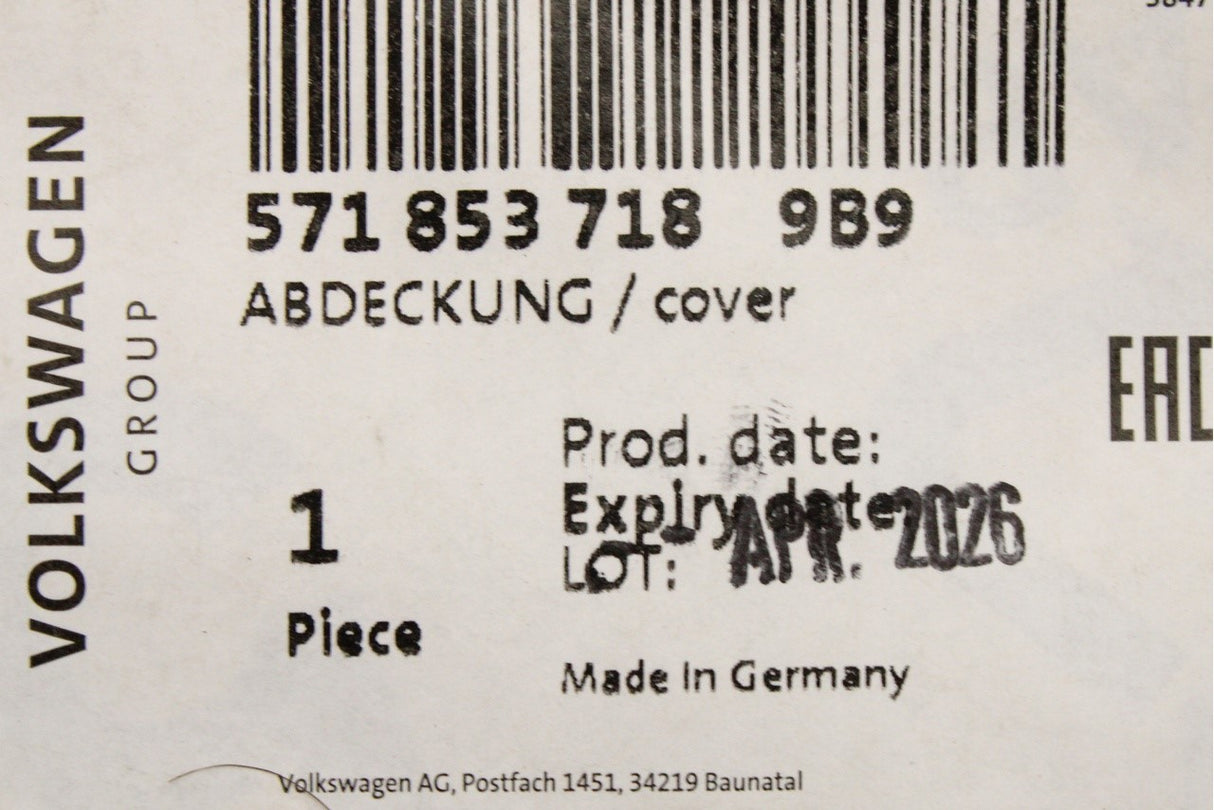 571 853 718 9B9
ABDECKUNG / cover
VOLKSWAGEN
GROUP
EAC
Prod. date:
Expiry date
APR. 2026
LOT:
1
Piece
Made In Germany
Volkswagen AG, Postfach 1451, 34219 Baunatal